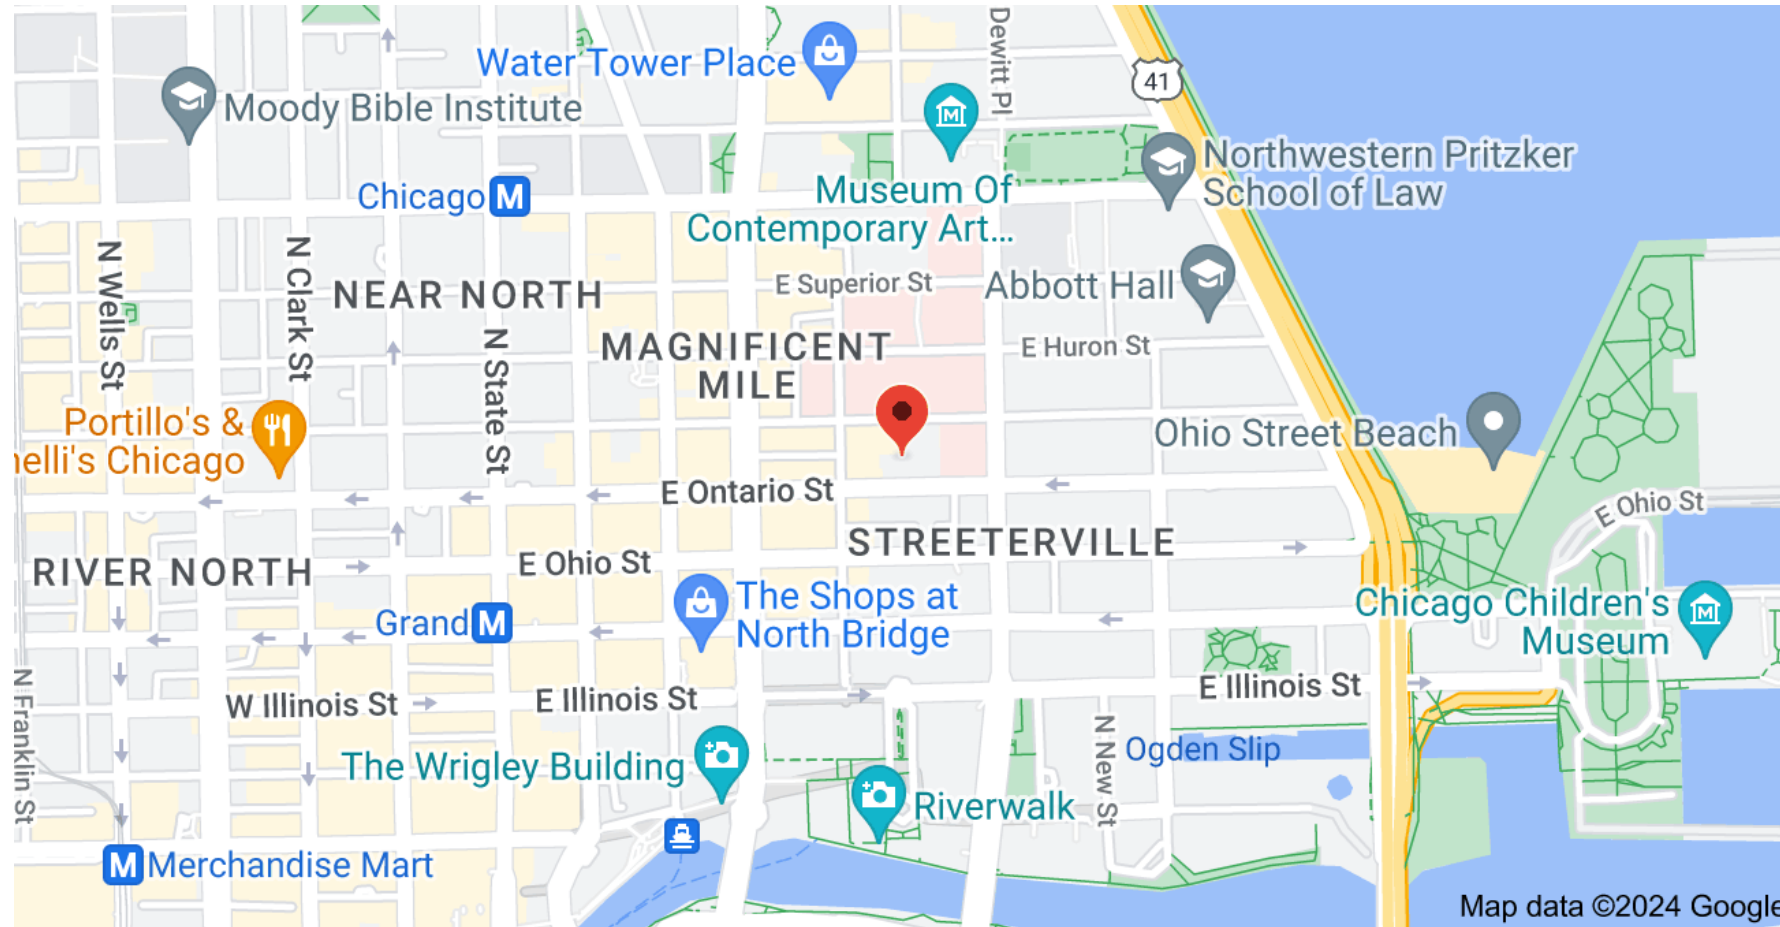 Water Tower Place
Dewitt Pl
41
Moody Bible Institute
Northwestern Pritzker
School of Law
Chicago M
M
Museum Of
Contemporary Art...
N Wells St
N Clark St
NEAR NORTH
E Superior St
Abbott Hall
N State St
MAGNIFICENT
MILE
E Huron St
Portillo's &
nelli's Chicago
Ohio Street Beach
E Ontario St
E Ohio St
STREETERVILLE
RIVER NORTH
E Ohio St
The Shops at
North Bridge
Grand M
Chicago Children's
Museum
M
N Franklin St
W Illinois St
E Illinois St
E Illinois St
N New St
Ogden Slip
The Wrigley Building
Riverwalk
M Merchandise Mart
Map data ©2024 Google